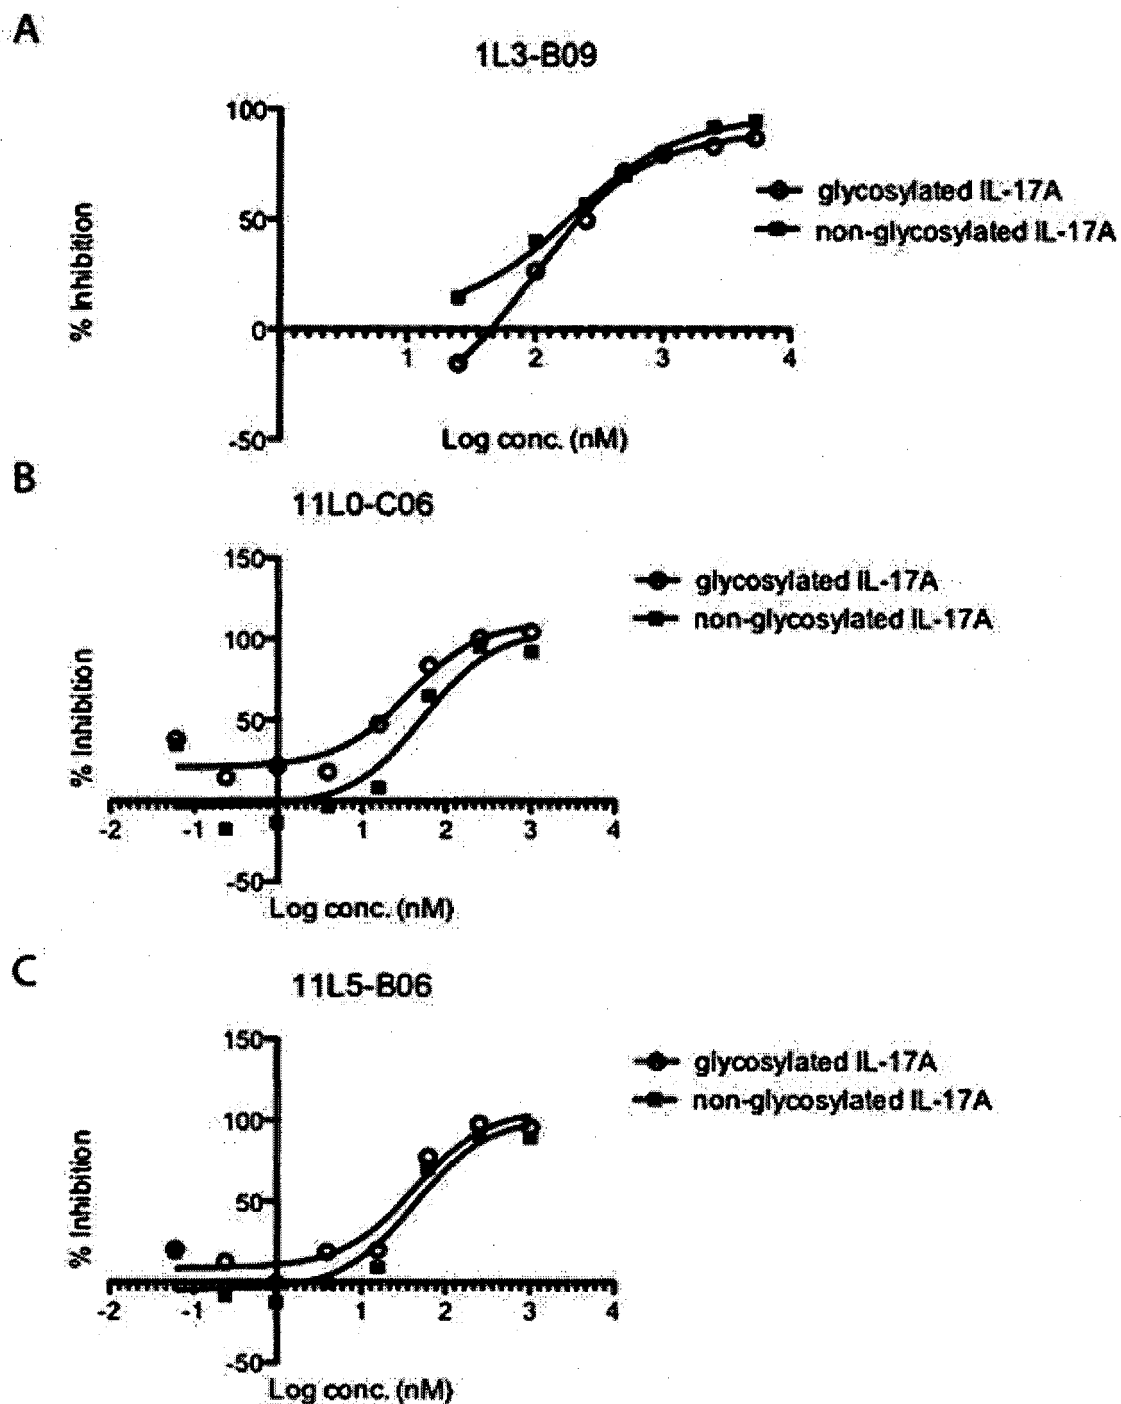 A
1L3-B09
100
50
0
-50
1 2 3 4
% Inhibition
Log conc. (nM)
glycosylated IL-17A
non-glycosylated IL-17A
B
11L0-C06
150
100
50
-50
-2 -1 1 2 3 4
% Inhibition
Log conc. (nM)
glycosylated IL-17A
non-glycosylated IL-17A
C
11L5-B06
150
100
50
-50
-2 -1 1 2 3 4
% Inhibition
Log conc. (nM)
glycosylated IL-17A
non-glycosylated IL-17A